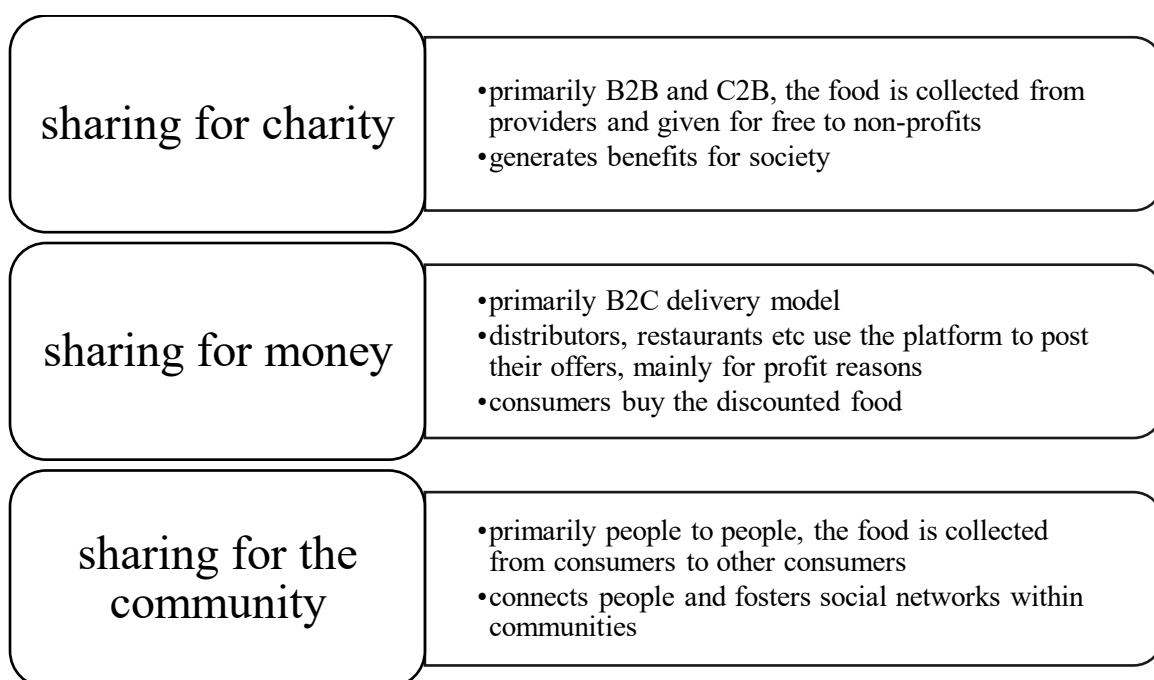 sharing for charity
•primarily B2B and C2B, the food is collected from
providers and given for free to non-profits
•generates benefits for society
sharing for money
•primarily B2C delivery model
•distributors, restaurants etc use the platform to post
their offers, mainly for profit reasons
•consumers buy the discounted food
sharing for the
community
•primarily people to people, the food is collected
from consumers to other consumers
•connects people and fosters social networks within
communities